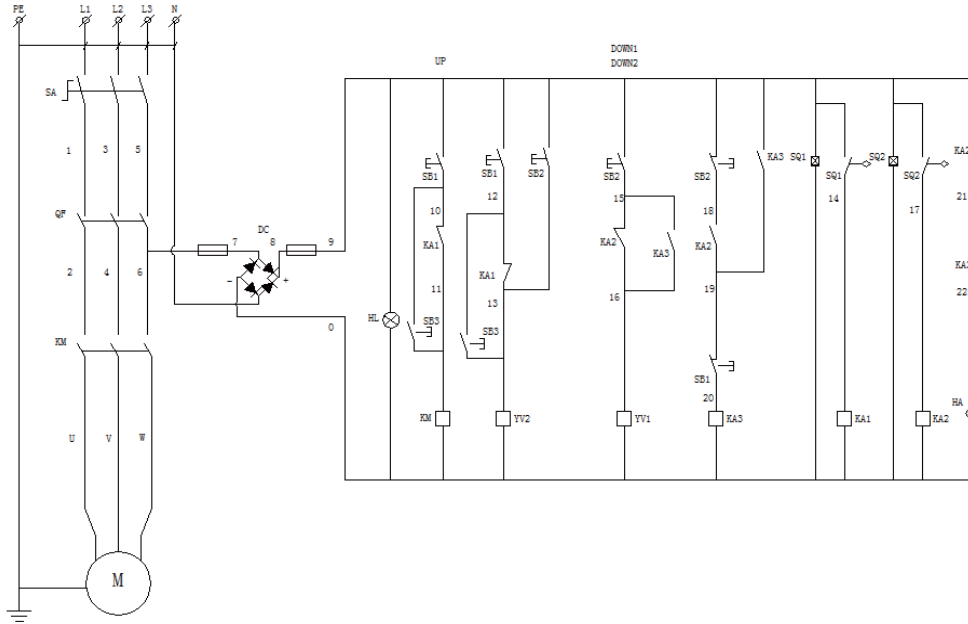 PE L1 L2 L3 N
DOWN1
UP DOWN2
SA
1 3 5 SB1 SB1 SB2 SB2 SB2 KA3 SQ1 SQ2 KA2
SQ1 SQ2
12 15 14 21
10 18 17
QF DC
7 8 9 KA1 KA2 KA3 KA2
2 4 6 - + KA1
11 13 16 19 22
HL SB3 SB3
0
KM
SB1
20 HA
KM YV2 YV1 KA3 KA1 KA2
U V W
M